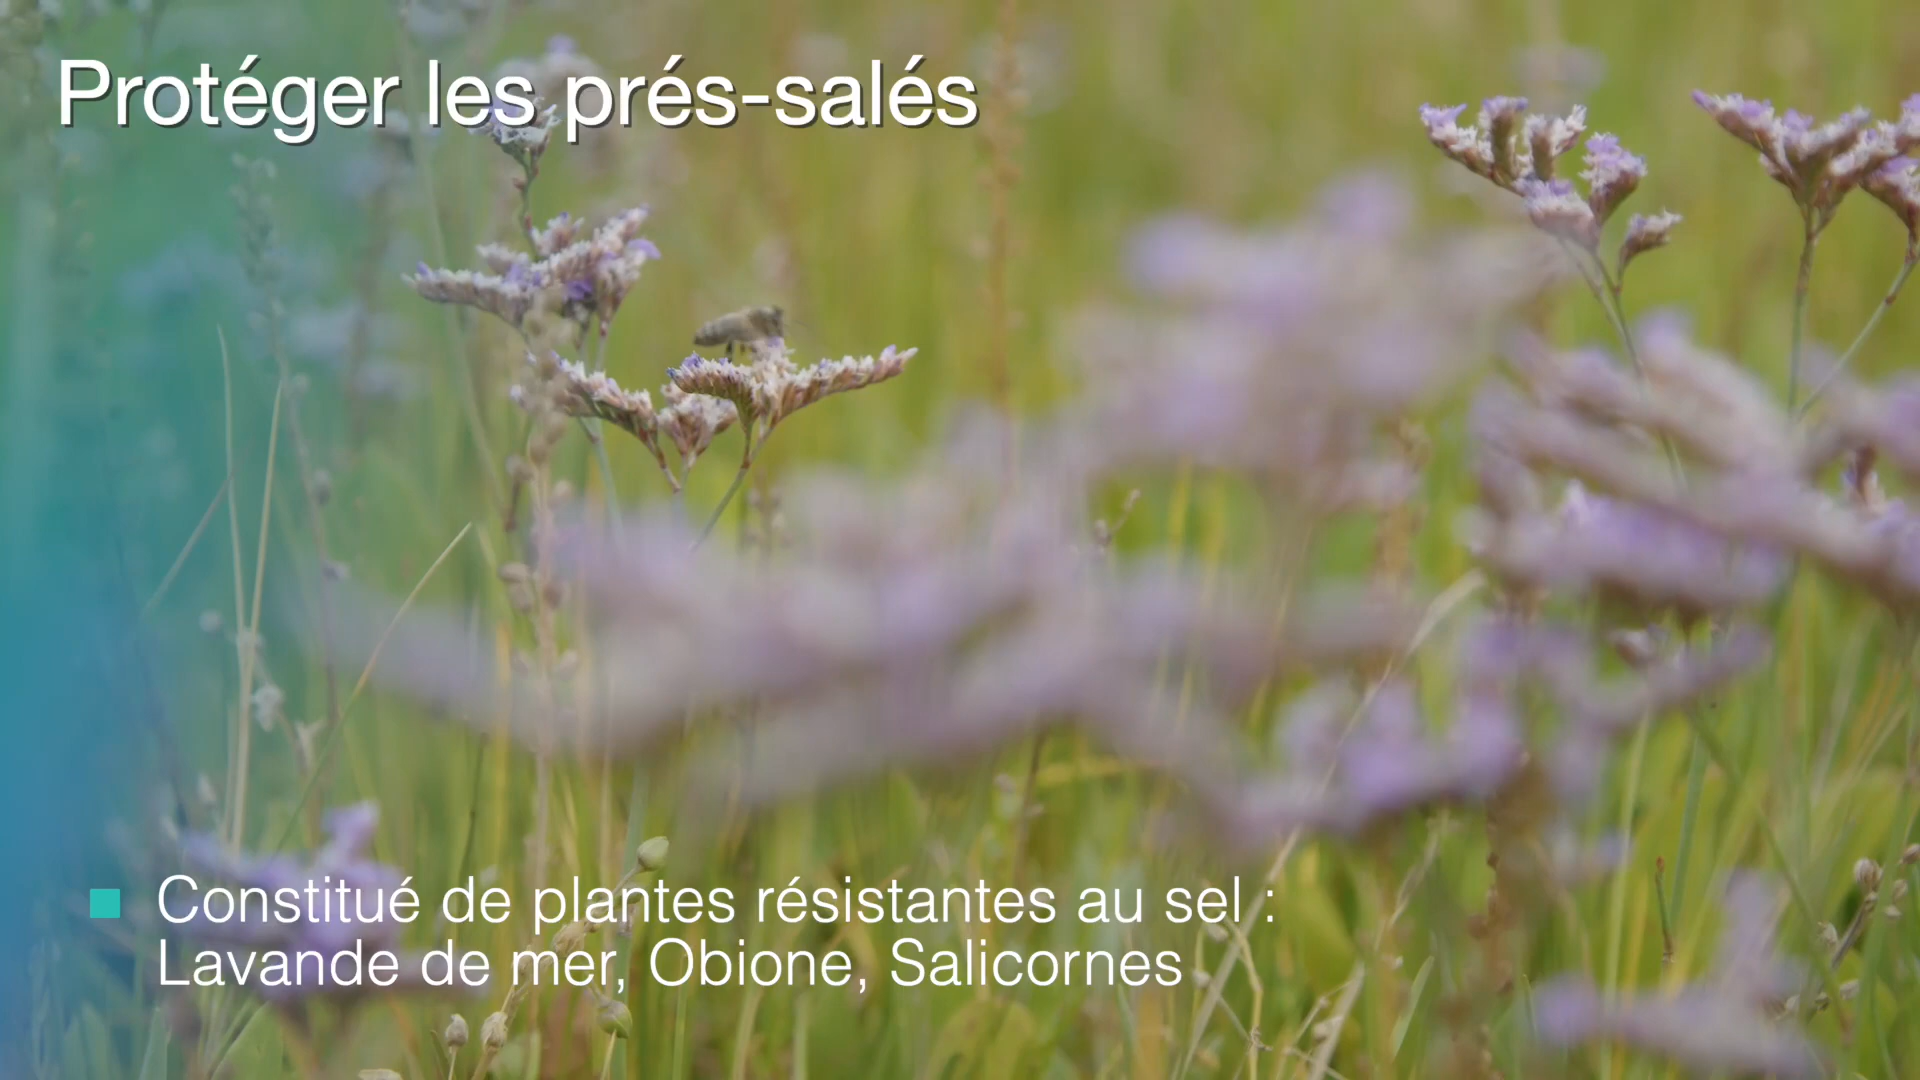 Protéger les prés-salés
Constitué de plantes résistantes au sel :
Lavande de mer, Obione, Salicornes